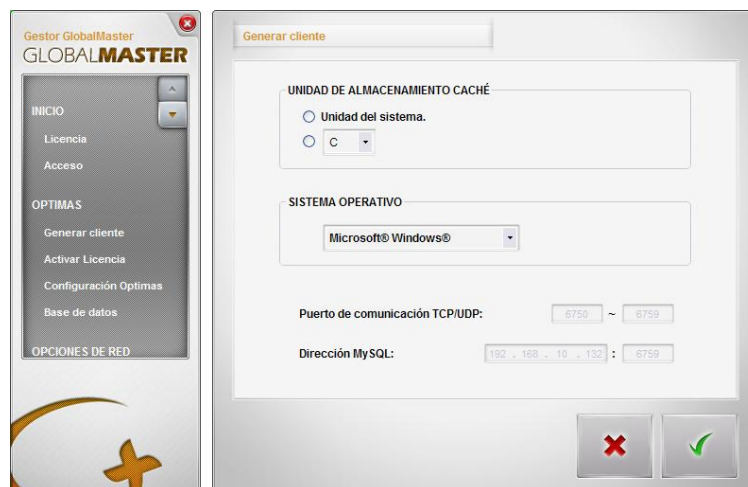 Gestor GlobalMaster
GLOBALMASTER
INICIO
Licencia
Acceso
OPTIMAS
Generar cliente
Activar Licencia
Configuración Optimas
Base de datos
OPCIONES DE RED
Generar cliente
UNIDAD DE ALMACENAMIENTO CACHÉ
Unidad del sistema.
C
SISTEMA OPERATIVO
Microsoft® Windows®
Puerto de comunicación TCP/UDP: 6750 ~ 6759
Dirección MySQL: 192 . 168 . 10 . 132 : 6759